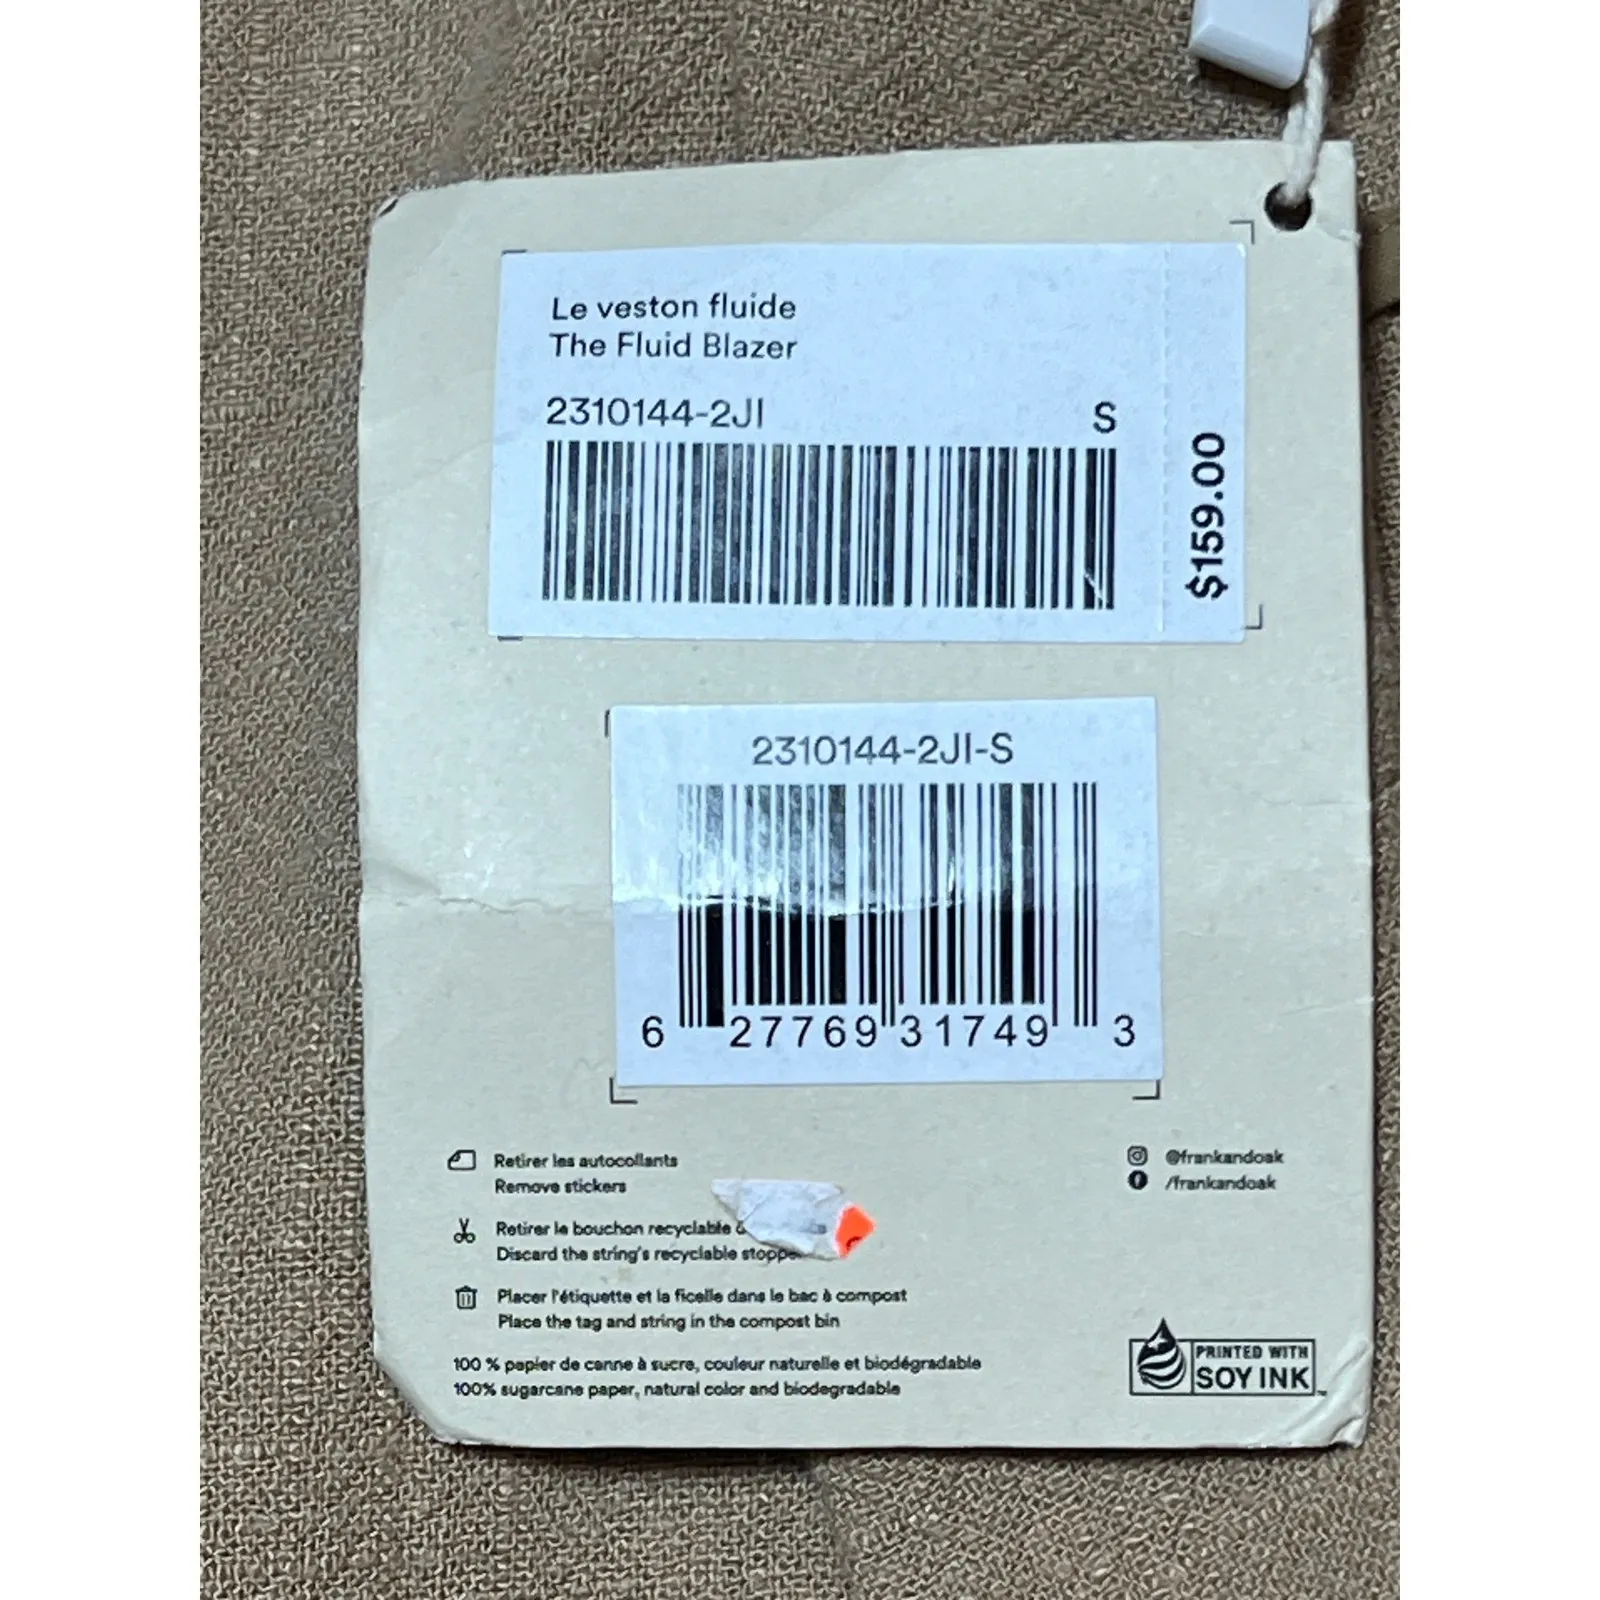 Le veston fluide
The Fluid Blazer
2310144-2JI S
$159.00
2310144-2JI-S
6 27769 31749 3
Retirer les autocollants
Remove stickers
Retirer le bouchon recyclable
Discard the string's recyclable
Placer l'étiquette et la ficelle dans le bac à compost
Place the tag and string in the compost bin
100 % papier de canne à sucre, couleur naturelle et biodégradable
100% sugarcane paper, natural color and biodegradable
@frankandoak
/frankandoak
PRINTED WITH
SOY INK